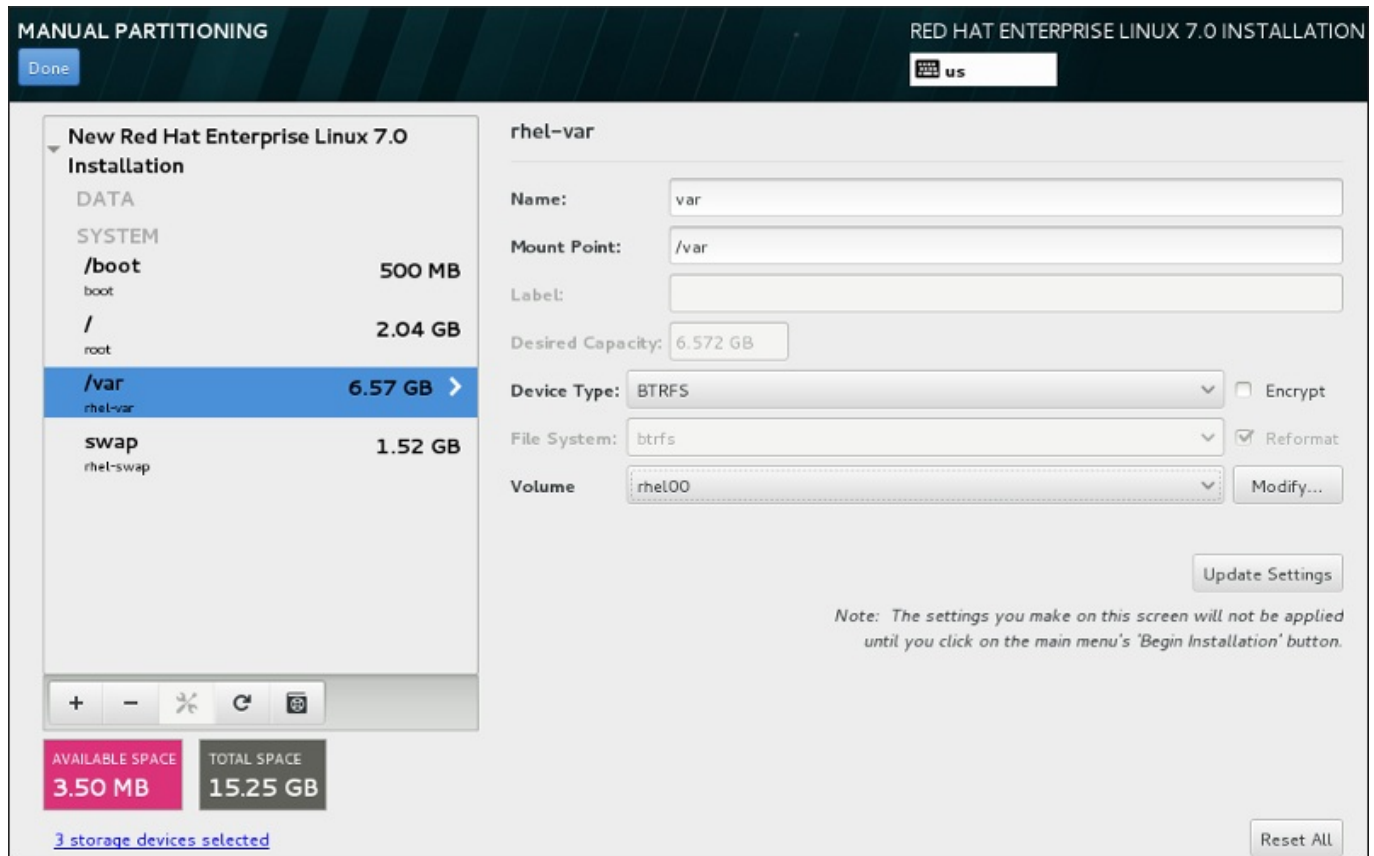 MANUAL PARTITIONING
Done
RED HAT ENTERPRISE LINUX 7.0 INSTALLATION
us
New Red Hat Enterprise Linux 7.0
Installation
DATA
SYSTEM
/boot 500 MB
boot
/ 2.04 GB
root
/var 6.57 GB
rhel-var
swap 1.52 GB
rhel-swap
AVAILABLE SPACE
3.50 MB
TOTAL SPACE
15.25 GB
3 storage devices selected
rhel-var
Name: var
Mount Point: /var
Label:
Desired Capacity: 6.572 GB
Device Type: BTRFS Encrypt
File System: btrfs Reformat
Volume rhel00 Modify...
Update Settings
Note: The settings you make on this screen will not be applied
until you click on the main menu's 'Begin Installation' button.
Reset All